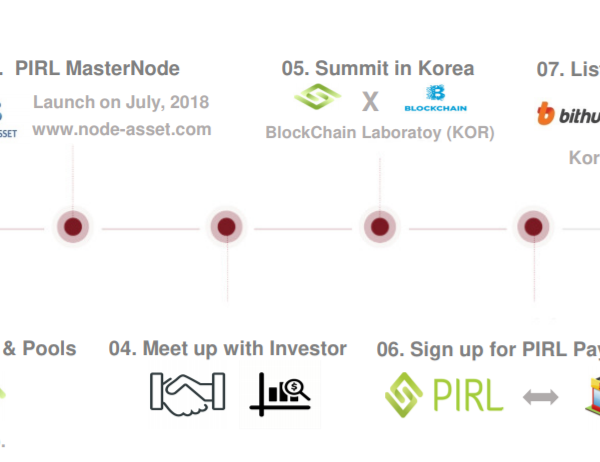 . PIRL MasterNode
Launch on July, 2018
www.node-asset.com
SSET
05. Summit in Korea
X
BLOCKCHAIN
BlockChain Laboratoy (KOR)
07. Lis
bithu
Kor
& Pools
04. Meet up with Investor
06. Sign up for PIRL Pay
PIRL
.